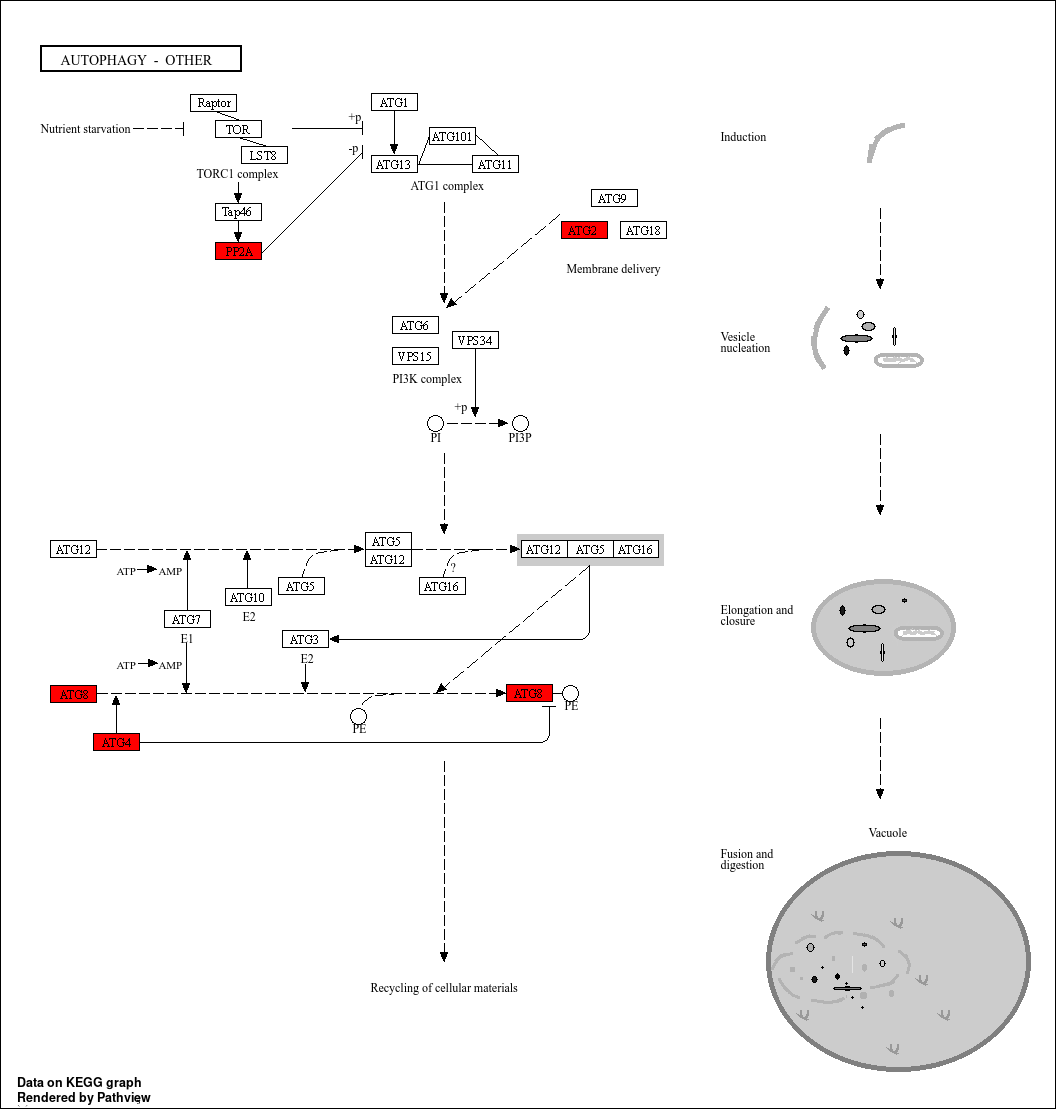 AUTOPHAGY - OTHER
Raptor
TOR
LST8
TORC1 complex
Nutrient starvation
+p
-p
ATG1
ATG101
ATG13
ATG11
ATG1 complex
Tap46
PP2A
ATG9
ATG2
ATG18
Membrane delivery
ATG6
VPS34
VPS15
PI3K complex
+p
PI
PI3P
ATG12
ATG5
ATG12
ATG12 ATG5 ATG16
ATP
AMP
ATG5
ATG16
?
ATG10
E2
ATG7
E1
ATG3
E2
ATP
AMP
ATG8
ATG8
PE
PE
ATG4
Recycling of cellular materials
Induction
Vesicle
nucleation
Elongation and
closure
Vacuole
Fusion and
digestion
Data on KEGG graph
Rendered by Pathview